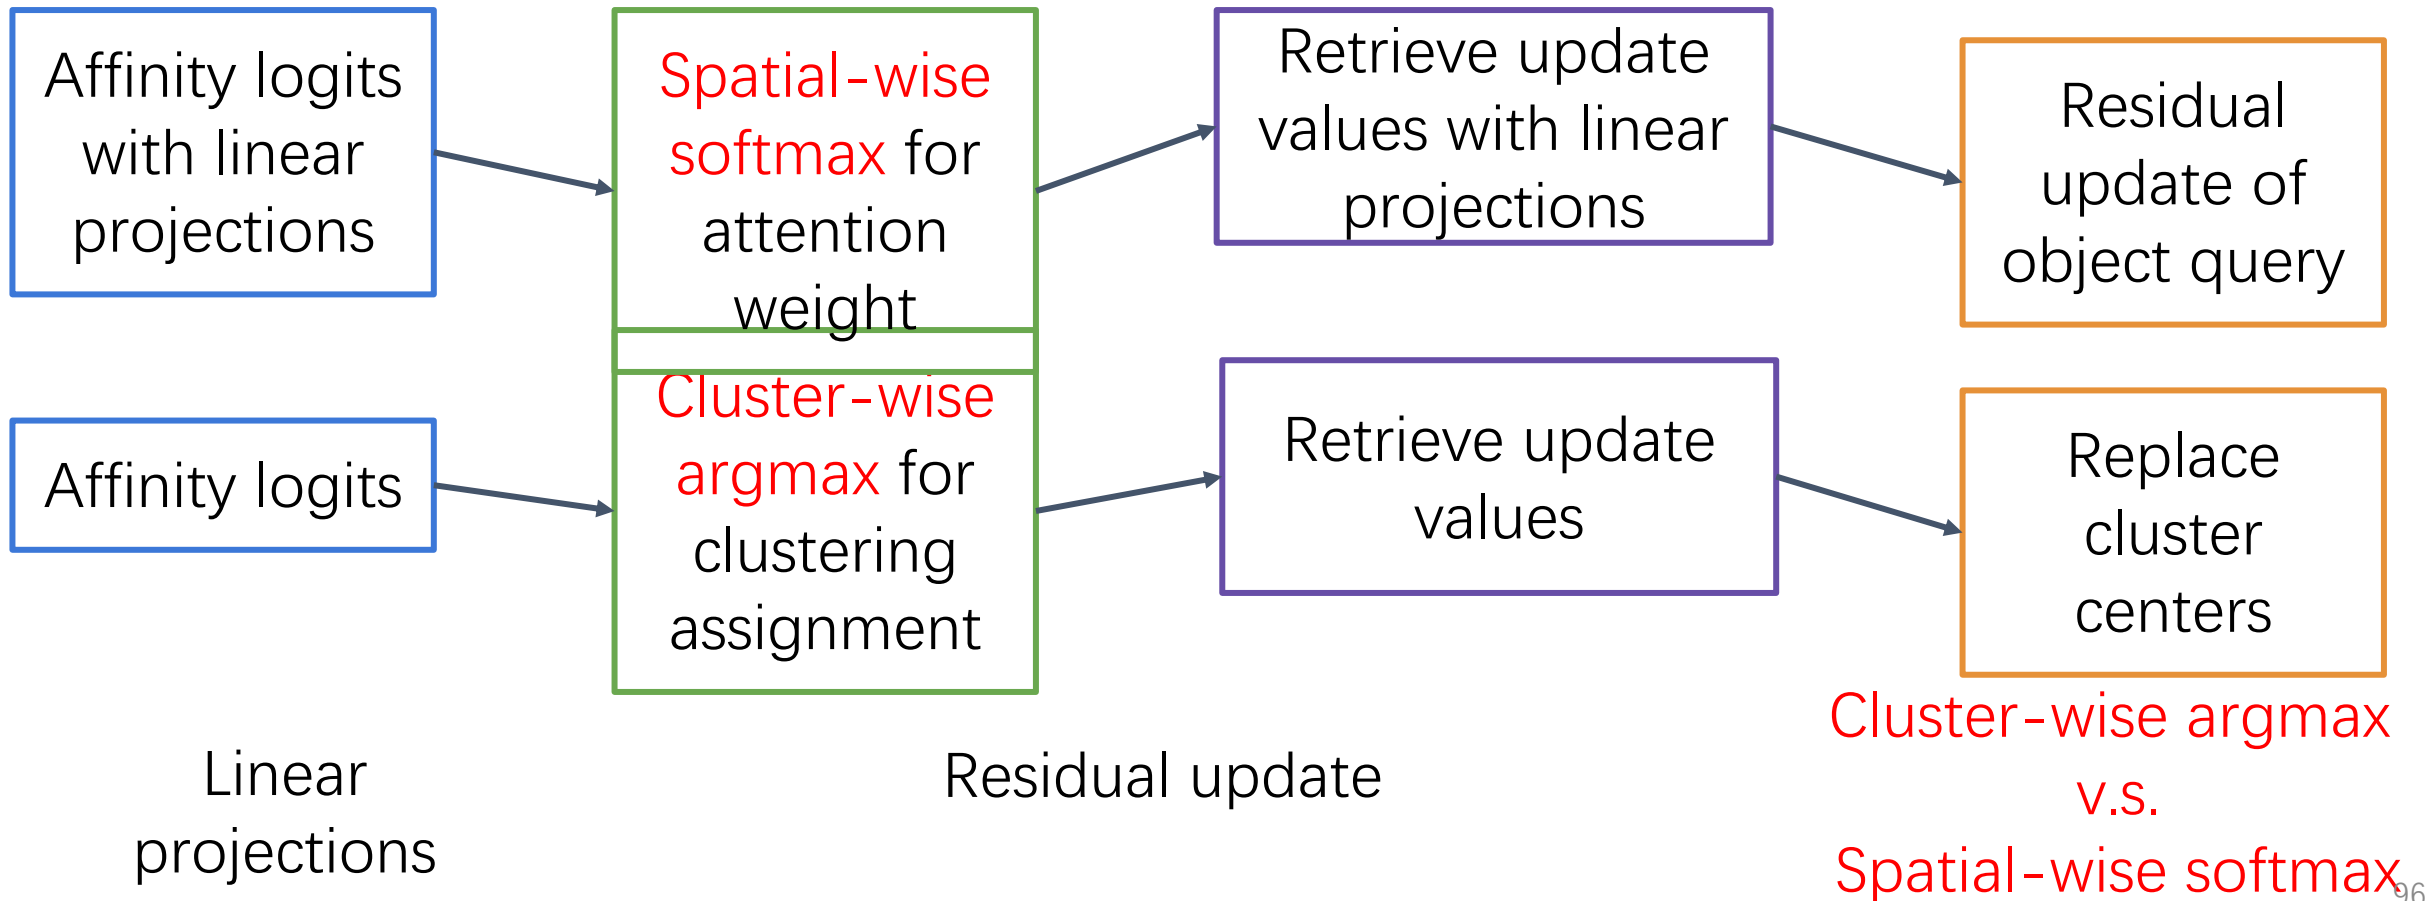 Affinity logits
with linear
projections
Spatial-wise
softmax for
attention
weight
Retrieve update
values with linear
projections
Residual
update of
object query
Affinity logits
Cluster-wise
argmax for
clustering
assignment
Retrieve update
values
Replace
cluster
centers
Linear
projections
Residual update
Cluster-wise argmax
v.s.
Spatial-wise softmax
96